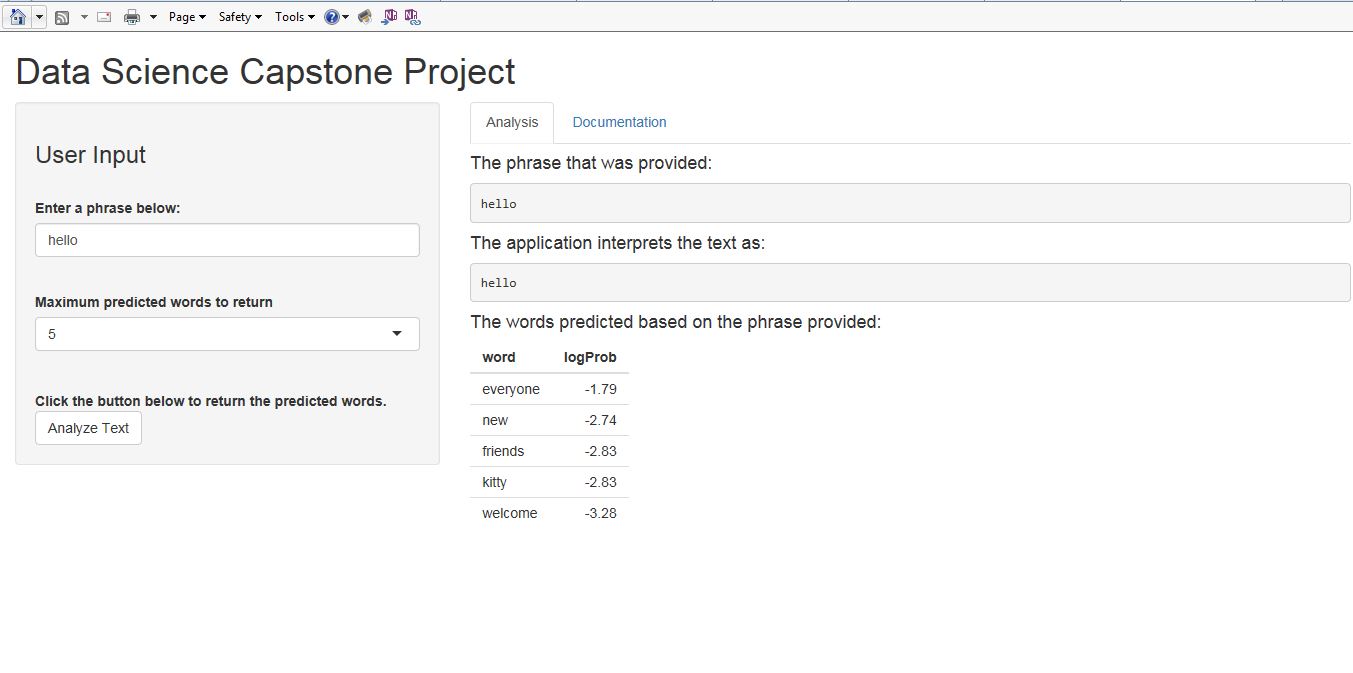 Page Safety Tools
Data Science Capstone Project
User Input
Enter a phrase below:
hello
Maximum predicted words to return
5
Click the button below to return the predicted words.
Analyze Text
Analysis Documentation
The phrase that was provided:
hello
The application interprets the text as:
hello
The words predicted based on the phrase provided:
word logProb
everyone -1.79
new -2.74
friends -2.83
kitty -2.83
welcome -3.28